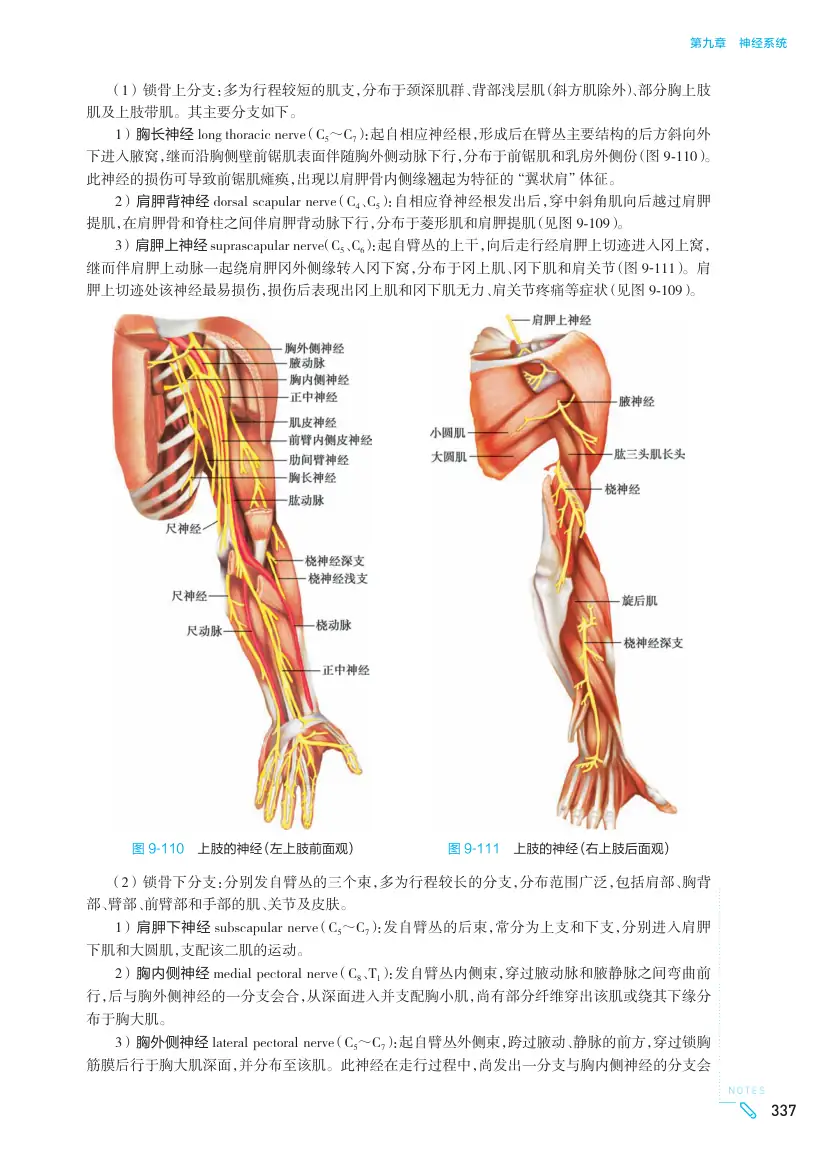 第九章 神经系统
（1）锁骨上分支：多为行程较短的肌支，分布于颈深肌群、背部浅层肌（斜方肌除外）、部分胸上肢
肌及上肢带肌。其主要分支如下。
1）胸长神经 long thoracic nerve（C₅～C₇）：起自相应神经根，形成后在臂丛主要结构的后方斜向外
下进入腋窝，继而沿胸侧壁前锯肌表面伴随胸外侧动脉下行，分布于前锯肌和乳房外侧份（图 9-110）。
此神经的损伤可导致前锯肌瘫痪，出现以肩胛骨内侧缘翘起为特征的“翼状肩”体征。
2）肩胛背神经 dorsal scapular nerve（C₄、C₅）：自相应脊神经根发出后，穿中斜角肌向后越过肩胛
提肌，在肩胛骨和脊柱之间伴肩胛背动脉下行，分布于菱形肌和肩胛提肌（见图 9-109）。
3）肩胛上神经 suprascapular nerve（C₅、C₆）：起自臂丛的上干，向后走行经肩胛上切迹进入冈上窝，
继而伴肩胛上动脉一起绕肩胛冈外侧缘转入冈下窝，分布于冈上肌、冈下肌和肩关节（图 9-111）。肩
胛上切迹处该神经最易损伤，损伤后表现出冈上肌和冈下肌无力、肩关节疼痛等症状（见图 9-109）。
胸外侧神经
腋动脉
胸内侧神经
正中神经
肌皮神经
前臂内侧皮神经
肋间臂神经
胸长神经
肱动脉
尺神经
桡神经深支
桡神经浅支
尺神经
尺动脉
桡动脉
正中神经
图 9-110 上肢的神经（左上肢前面观）
肩胛上神经
腋神经
小圆肌
大圆肌
肱三头肌长头
桡神经
旋后肌
桡神经深支
图 9-111 上肢的神经（右上肢后面观）
（2）锁骨下分支：分别发自臂丛的三个束，多为行程较长的分支，分布范围广泛，包括肩部、胸背
部、臂部、前臂部和手部的肌、关节及皮肤。
1）肩胛下神经 subscapular nerve（C₅～C₇）：发自臂丛的后束，常分为上支和下支，分别进入肩胛
下肌和大圆肌，支配该二肌的运动。
2）胸内侧神经 medial pectoral nerve（C₈、T₁）：发自臂丛内侧束，穿过腋动脉和腋静脉之间弯曲前
行，后与胸外侧神经的一分支会合，从深面进入并支配胸小肌，尚有部分纤维穿出该肌或绕其下缘分
布于胸大肌。
3）胸外侧神经 lateral pectoral nerve（C₅～C₇）：起自臂丛外侧束，跨过腋动、静脉的前方，穿过锁胸
筋膜后行于胸大肌深面，并分布至该肌。此神经在走行过程中，尚发出一分支与胸内侧神经的分支会
NOTES
337